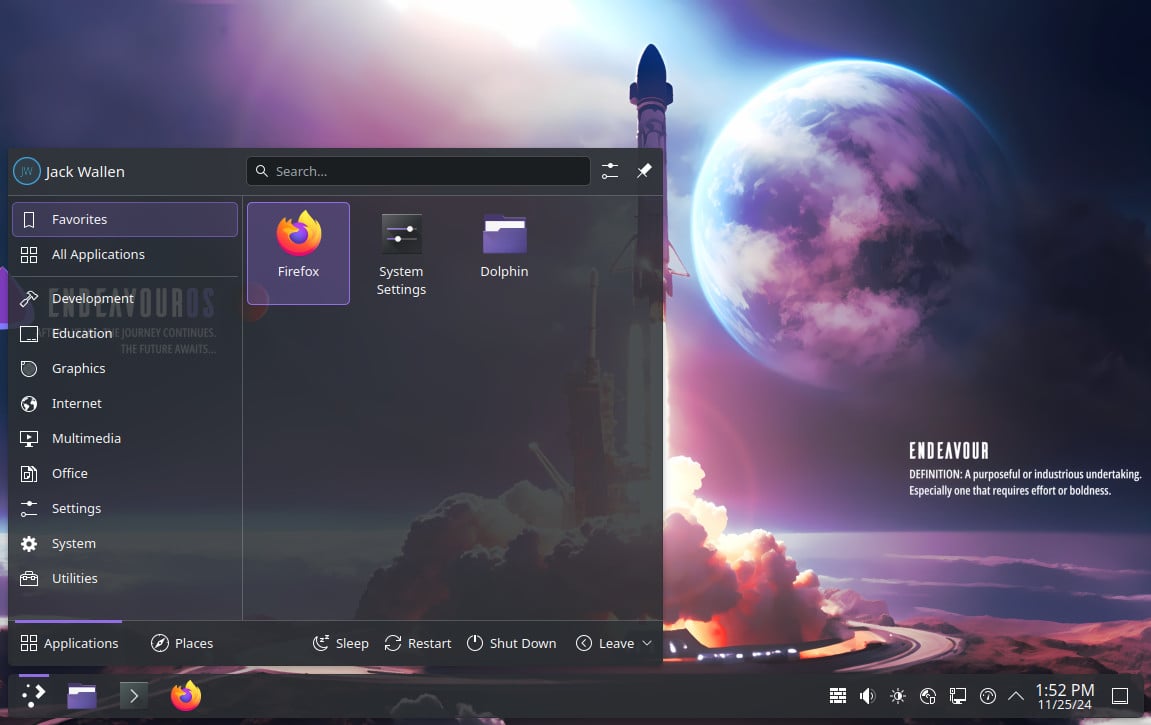 JW
Jack Wallen
Search...
Favorites
All Applications
Development
Education
Graphics
Internet
Multimedia
Office
Settings
System
Utilities
Firefox
System
Settings
Dolphin
ENDEAVOUROS
THE JOURNEY CONTINUES.
THE FUTURE AWAITS...
ENDEAVOUR
DEFINITION: A purposeful or industrious undertaking.
Especially one that requires effort or boldness.
Applications
Places
Sleep
Restart
Shut Down
Leave
1:52 PM
11/25/24